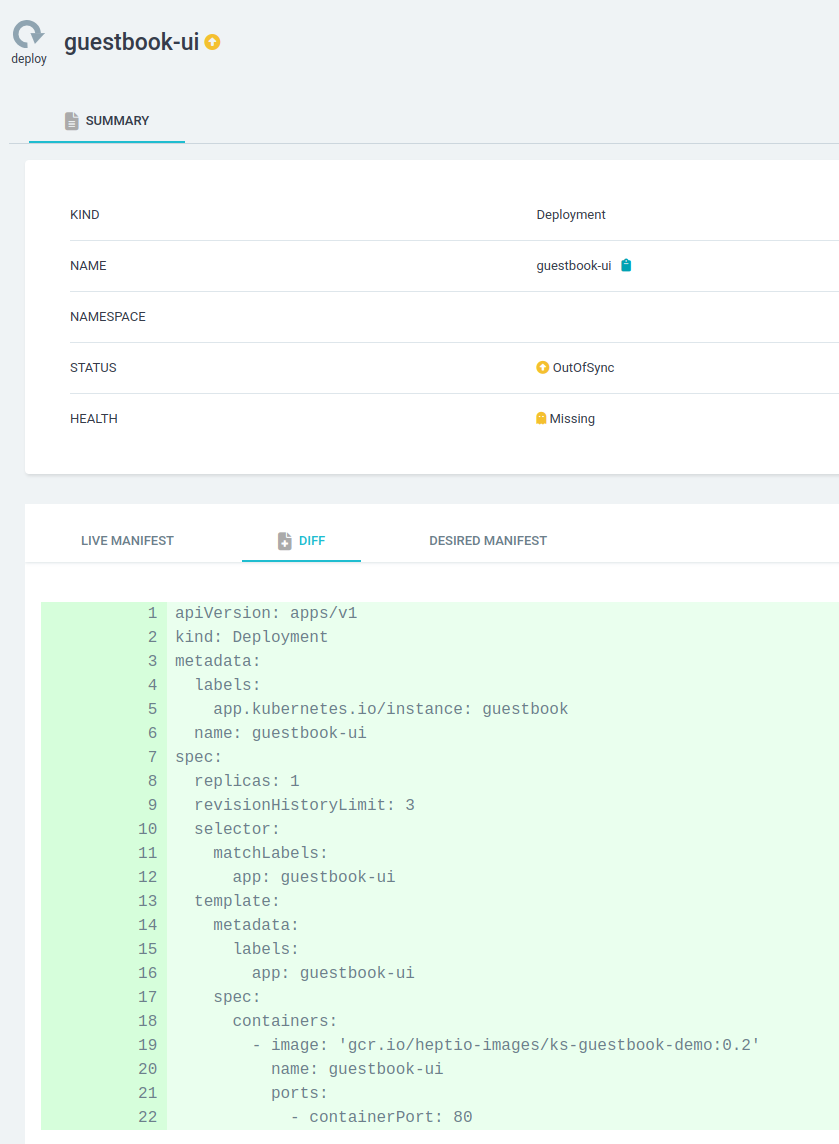 guestbook-ui
deploy
SUMMARY
KIND Deployment
NAME guestbook-ui
NAMESPACE
STATUS OutOfSync
HEALTH Missing
LIVE MANIFEST DIFF DESIRED MANIFEST
1 apiVersion: apps/v1
2 kind: Deployment
3 metadata:
4   labels:
5     app.kubernetes.io/instance: guestbook
6   name: guestbook-ui
7 spec:
8   replicas: 1
9   revisionHistoryLimit: 3
10   selector:
11     matchLabels:
12       app: guestbook-ui
13   template:
14     metadata:
15       labels:
16         app: guestbook-ui
17     spec:
18       containers:
19         - image: 'gcr.io/heptio-images/ks-guestbook-demo:0.2'
20           name: guestbook-ui
21           ports:
22             - containerPort: 80